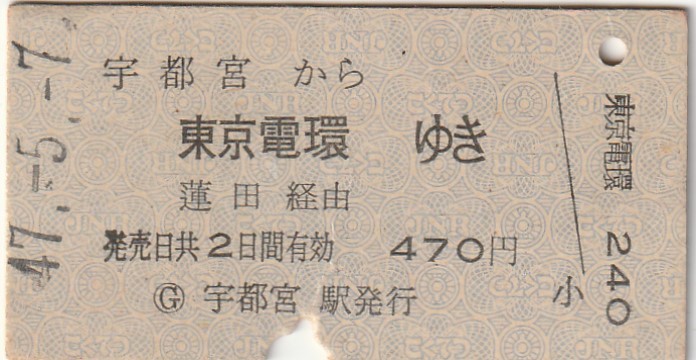 47.-5.-7
宇都宮 から
東京電環 ゆき
蓮田 経由
発売日共2日間有効 470円
Ⓖ 宇都宮 駅発行
小
東京電環 240